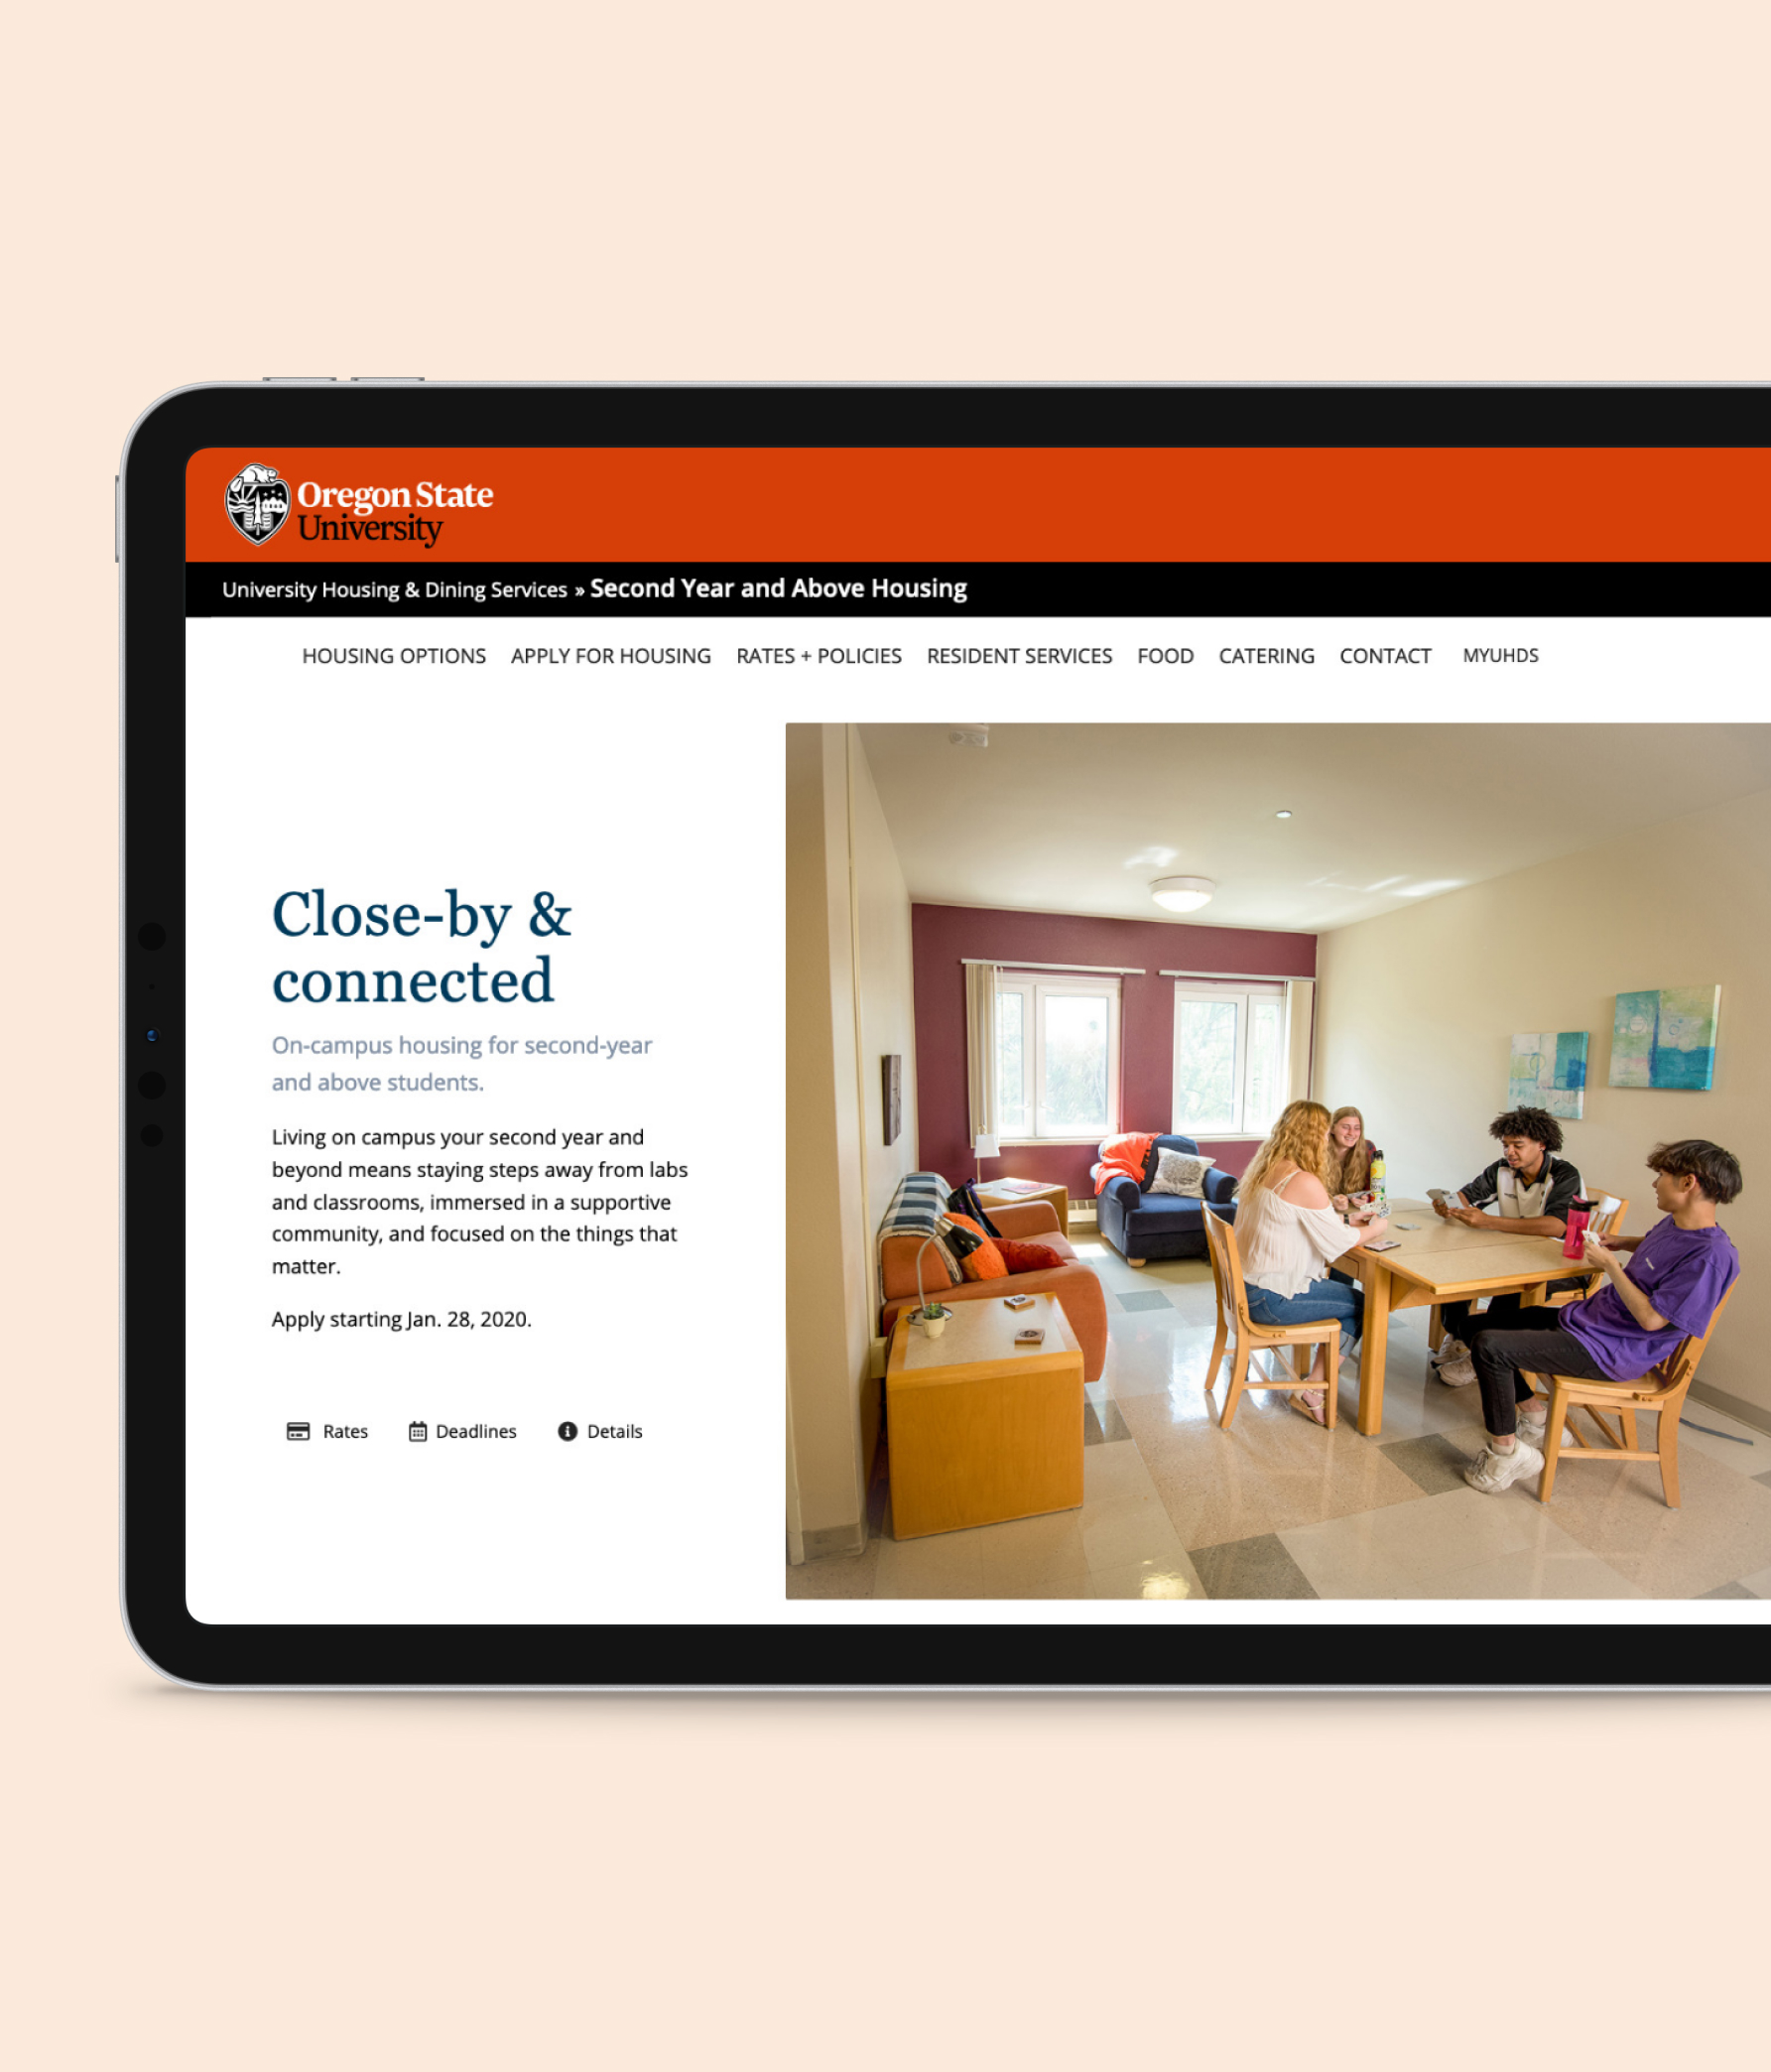 Oregon State
University
University Housing & Dining Services » Second Year and Above Housing
HOUSING OPTIONS APPLY FOR HOUSING RATES + POLICIES RESIDENT SERVICES FOOD CATERING CONTACT MYUHDS
Close-by &
connected
On-campus housing for second-year
and above students.
Living on campus your second year and
beyond means staying steps away from labs
and classrooms, immersed in a supportive
community, and focused on the things that
matter.
Apply starting Jan. 28, 2020.
Rates Deadlines Details